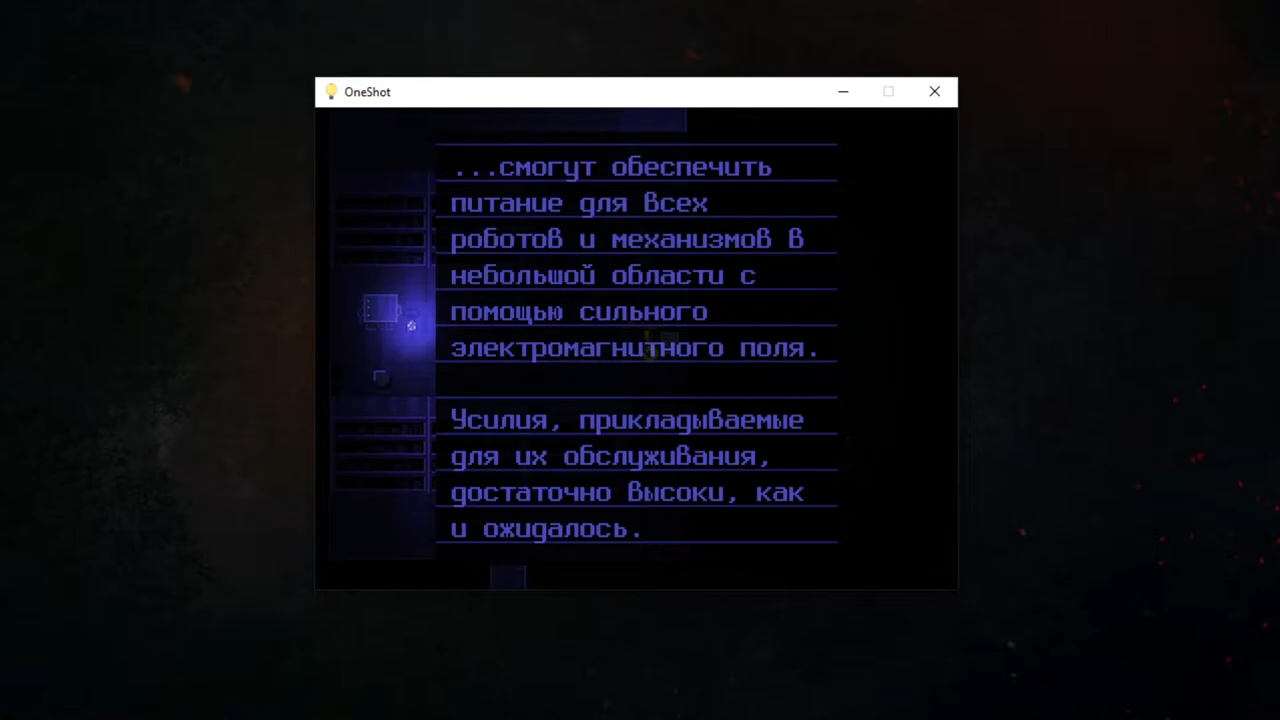 OneShot
...смогут обеспечить
питание для всех
роботов и механизмов в
небольшой области с
помощью сильного
электромагнитного поля.
Усилия, прикладываемые
для их обслуживания,
достаточно высоки, как
и ожидалось.